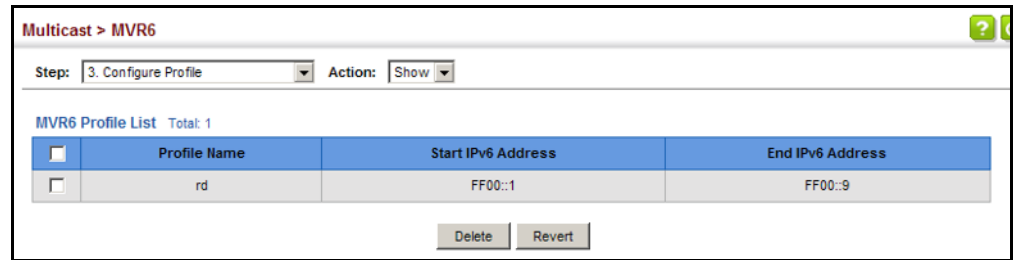 Multicast > MVR6
?
Step: 3. Configure Profile Action: Show
MVR6 Profile List Total: 1
Profile Name Start IPv6 Address End IPv6 Address
rd FF00::1 FF00::9
Delete Revert